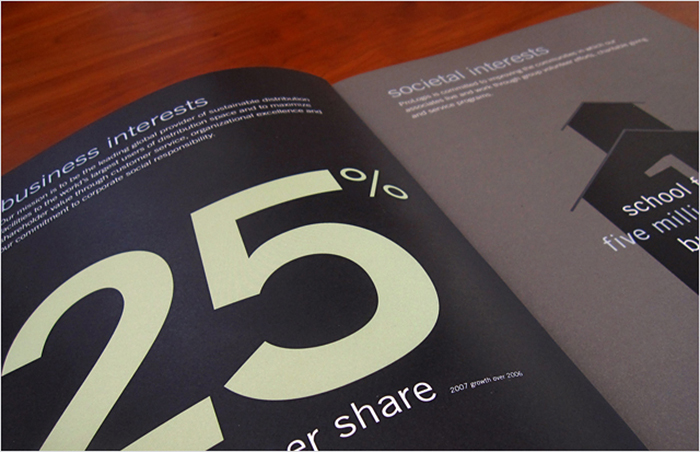 business interests
Our mission is to be the leading global provider of sustainable distribution
facilities to the world's largest users of distribution space and to maximize
shareholder value through customer service, organizational excellence and
our commitment to corporate social responsibility.
25%
er share
2007 growth over 2006
societal interests
ProLogis is committed to improving the communities in which our
associates live and work through group volunteer efforts, charitable giving
and service programs.
school f
five milli
bu